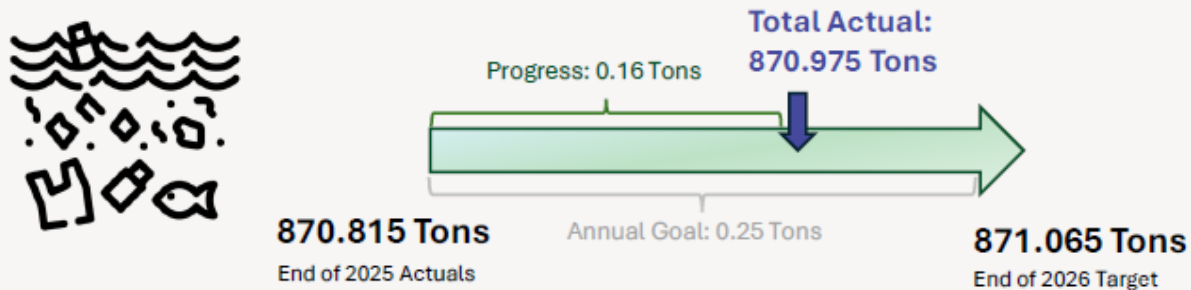 Total Actual:
870.975 Tons
Progress: 0.16 Tons
870.815 Tons
End of 2025 Actuals
Annual Goal: 0.25 Tons
871.065 Tons
End of 2026 Target